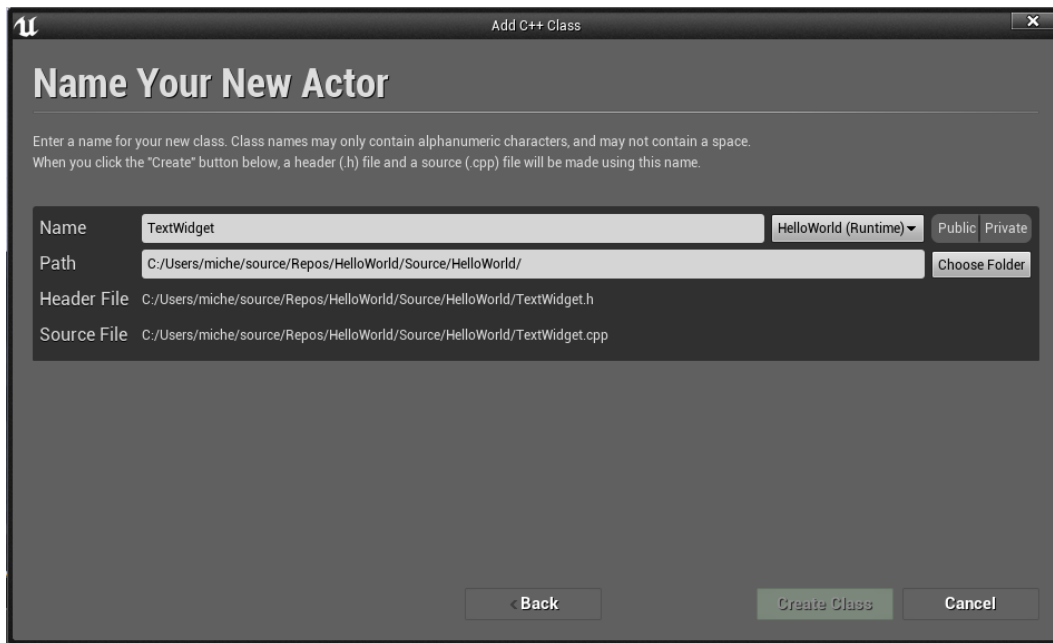 Add C++ Class
Name Your New Actor
Enter a name for your new class. Class names may only contain alphanumeric characters, and may not contain a space.
When you click the "Create" button below, a header (.h) file and a source (.cpp) file will be made using this name.
Name TextWidget HelloWorld (Runtime) Public Private
Path C:/Users/miche/source/Repos/HelloWorld/Source/HelloWorld/ Choose Folder
Header File C:/Users/miche/source/Repos/HelloWorld/Source/HelloWorld/TextWidget.h
Source File C:/Users/miche/source/Repos/HelloWorld/Source/HelloWorld/TextWidget.cpp
Back Create Class Cancel